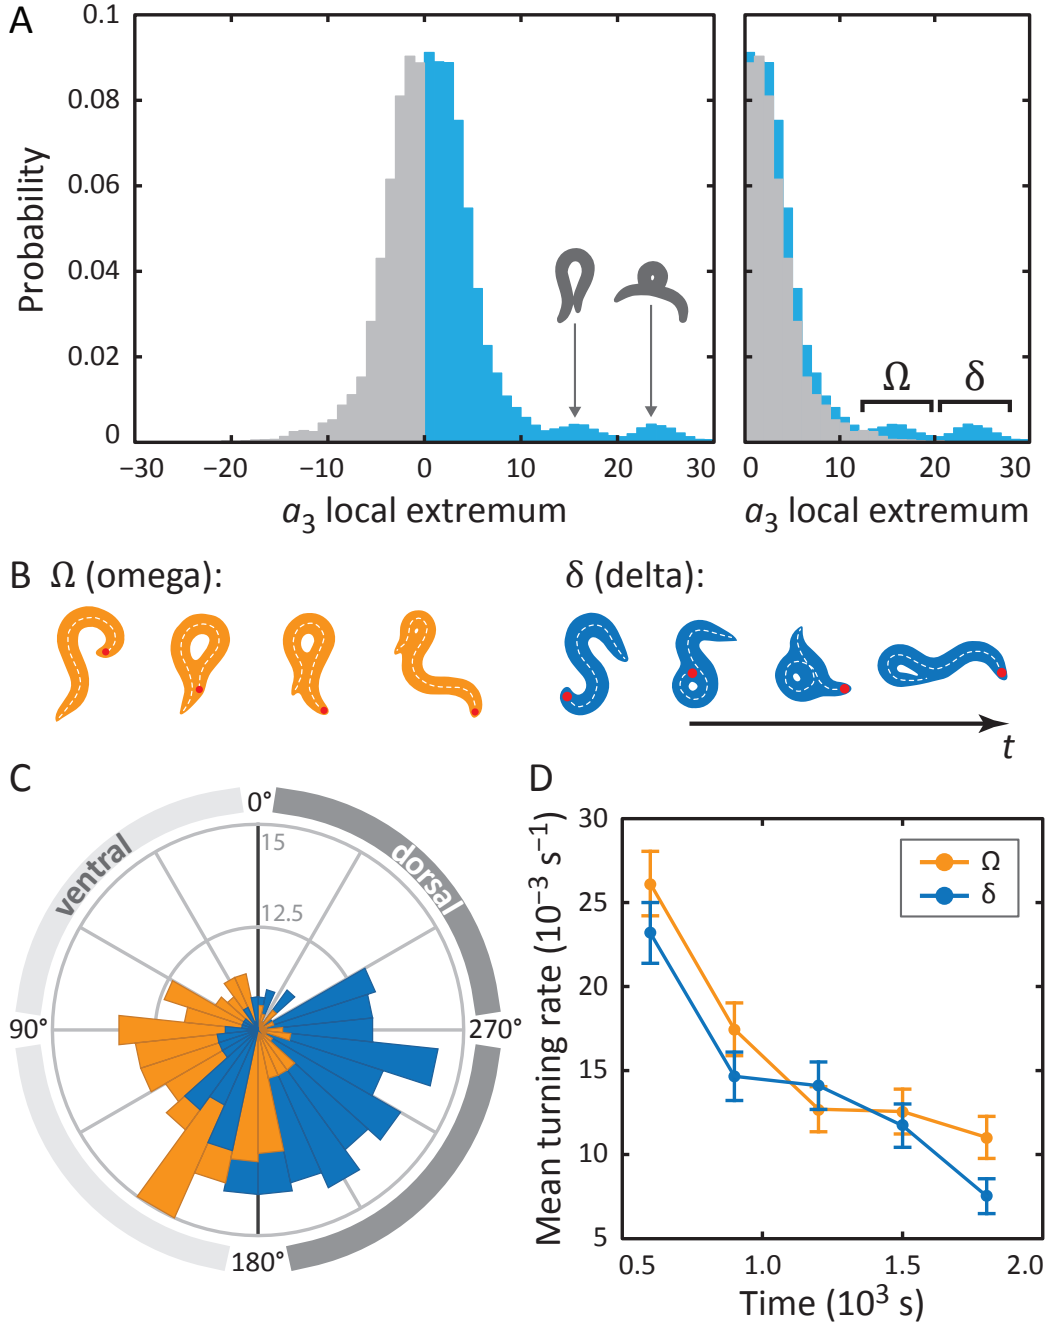 A
Probability
0.1
0.08
0.06
0.04
0.02
0
−30
−20
−10
0
10
20
30
a3 local extremum
Ω
δ
0
10
20
30
a3 local extremum
B Ω (omega):
δ (delta):
t
C
0°
15
12.5
ventral
dorsal
90°
270°
180°
D
Mean turning rate (10−3 s−1)
30
25
20
15
10
5
Ω
δ
0.5
1.0
1.5
2.0
Time (103 s)